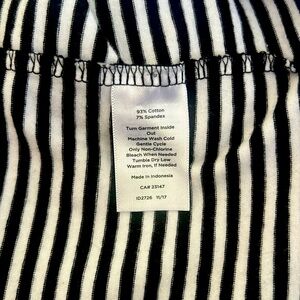 93% Cotton
7% Spandex
Turn Garment Inside
Out
Machine Wash Cold
Gentle Cycle
Only Non-Chlorine
Bleach When Needed
Tumble Dry Low
Warm Iron, If Needed
Made in Indonesia
CA# 23147
ID2726 11/17